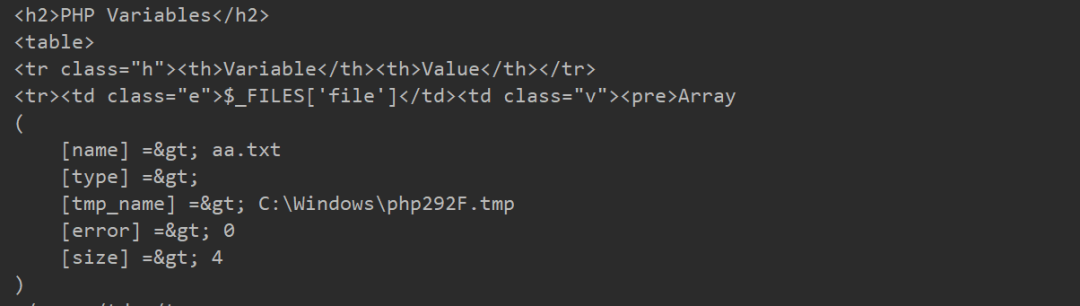 <h2>PHP Variables</h2>
<table>
<tr class="h"><th>Variable</th><th>Value</th></tr>
<tr><td class="e">$_FILES['file']</td><td class="v"><pre>Array
(
    [name] =&gt; aa.txt
    [type] =&gt;
    [tmp_name] =&gt; C:\Windows\php292F.tmp
    [error] =&gt; 0
    [size] =&gt; 4
)